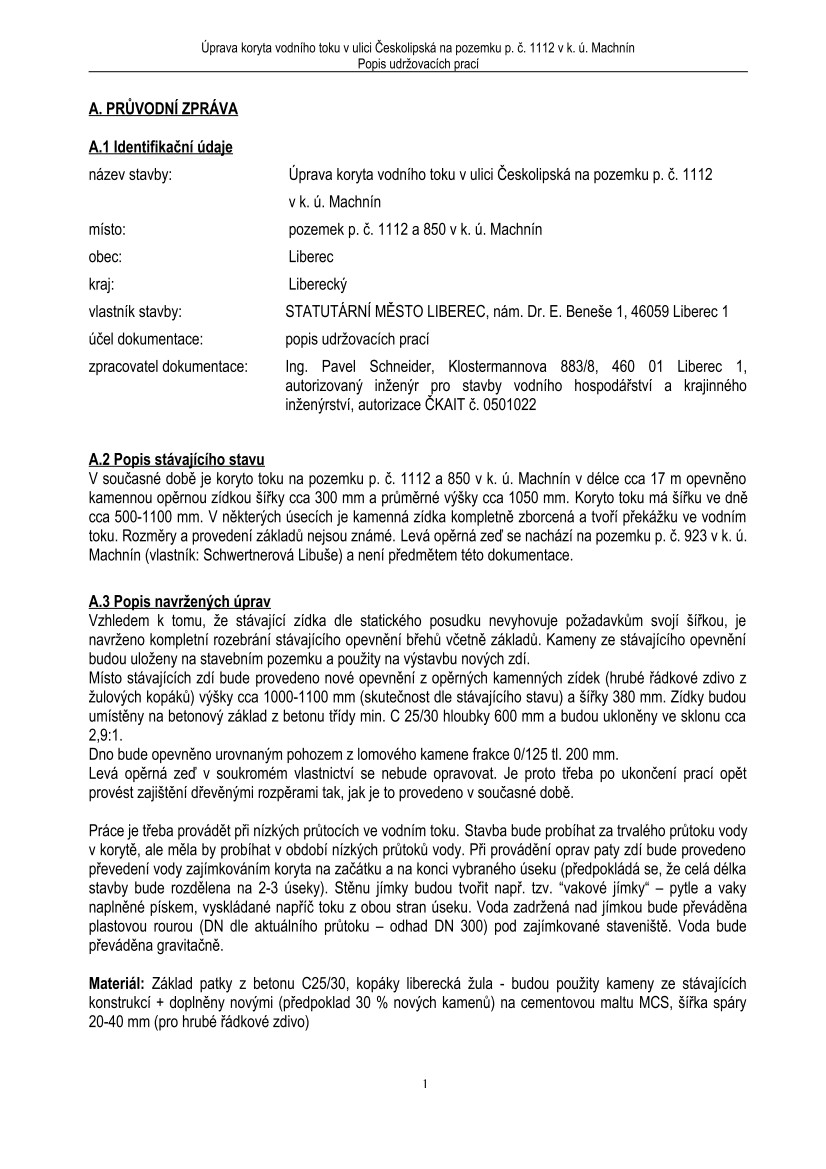 Úprava koryta vodního toku v ulici Českolipská na pozemku p. č. 1112 v k. ú. Machnín
Popis udržovacích prací
A. PRŮVODNÍ ZPRÁVA
A.1 Identifikační údaje
název stavby: Úprava koryta vodního toku v ulici Českolipská na pozemku p. č. 1112
v k. ú. Machnín
místo: pozemek p. č. 1112 a 850 v k. ú. Machnín
obec: Liberec
kraj: Liberecký
vlastník stavby: STATUTÁRNÍ MĚSTO LIBEREC, nám. Dr. E. Beneše 1, 46059 Liberec 1
účel dokumentace: popis udržovacích prací
zpracovatel dokumentace: Ing. Pavel Schneider, Klostermannova 883/8, 460 01 Liberec 1,
autorizovaný inženýr pro stavby vodního hospodářství a krajinného
inženýrství, autorizace ČKAIT č. 0501022
A.2 Popis stávajícího stavu
V současné době je koryto toku na pozemku p. č. 1112 a 850 v k. ú. Machnín v délce cca 17 m opevněno
kamennou opěrnou zídkou šířky cca 300 mm a průměrné výšky cca 1050 mm. Koryto toku má šířku ve dně
cca 500-1100 mm. V některých úsecích je kamenná zídka kompletně zborcená a tvoří překážku ve vodním
toku. Rozměry a provedení základů nejsou známé. Levá opěrná zeď se nachází na pozemku p. č. 923 v k. ú.
Machnín (vlastník: Schwertnerová Libuše) a není předmětem této dokumentace.
A.3 Popis navržených úprav
Vzhledem k tomu, že stávající zídka dle statického posudku nevyhovuje požadavkům svojí šířkou, je
navrženo kompletní rozebrání stávajícího opevnění břehů včetně základů. Kameny ze stávajícího opevnění
budou uloženy na stavebním pozemku a použity na výstavbu nových zdí.
Místo stávajících zdí bude provedeno nové opevnění z opěrných kamenných zídek (hrubé řádkové zdivo z
žulových kopáků) výšky cca 1000-1100 mm (skutečnost dle stávajícího stavu) a šířky 380 mm. Zídky budou
umístěny na betonový základ z betonu třídy min. C 25/30 hloubky 600 mm a budou ukloněny ve sklonu cca
2,9:1.
Dno bude opevněno urovnaným pohozem z lomového kamene frakce 0/125 tl. 200 mm.
Levá opěrná zeď v soukromém vlastnictví se nebude opravovat. Je proto třeba po ukončení prací opět
provést zajištění dřevěnými rozpěrami tak, jak je to provedeno v současné době.
Práce je třeba provádět při nízkých průtocích ve vodním toku. Stavba bude probíhat za trvalého průtoku vody
v korytě, ale měla by probíhat v období nízkých průtoků vody. Při provádění oprav paty zdí bude provedeno
převedení vody zajímkováním koryta na začátku a na konci vybraného úseku (předpokládá se, že celá délka
stavby bude rozdělena na 2-3 úseky). Stěnu jímky budou tvořit např. tzv. “vakové jímky“ – pytle a vaky
naplněné pískem, vyskládané napříč toku z obou stran úseku. Voda zadržená nad jímkou bude převáděna
plastovou rourou (DN dle aktuálního průtoku – odhad DN 300) pod zajímkované staveniště. Voda bude
převáděna gravitačně.
Materiál: Základ patky z betonu C25/30, kopáky liberecká žula - budou použity kameny ze stávajících
konstrukcí + doplněny novými (předpoklad 30 % nových kamenů) na cementovou maltu MCS, šířka spáry
20-40 mm (pro hrubé řádkové zdivo)
1